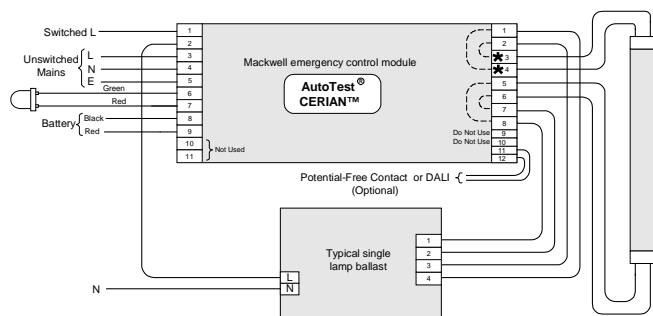 Switched L
Unswitched
Mains
L
N
E
Green
Red
Battery
Black
Red
1
2
3
4
5
6
7
8
9
10
11
Not Used
Mackwell emergency control module
AutoTest®
CERIAN™
1
2
✱3
✱4
5
6
7
8
Do Not Use 9
Do Not Use 10
11
12
Potential-Free Contact or DALI
(Optional)
Typical single
lamp ballast
1
2
3
4
L
N
N